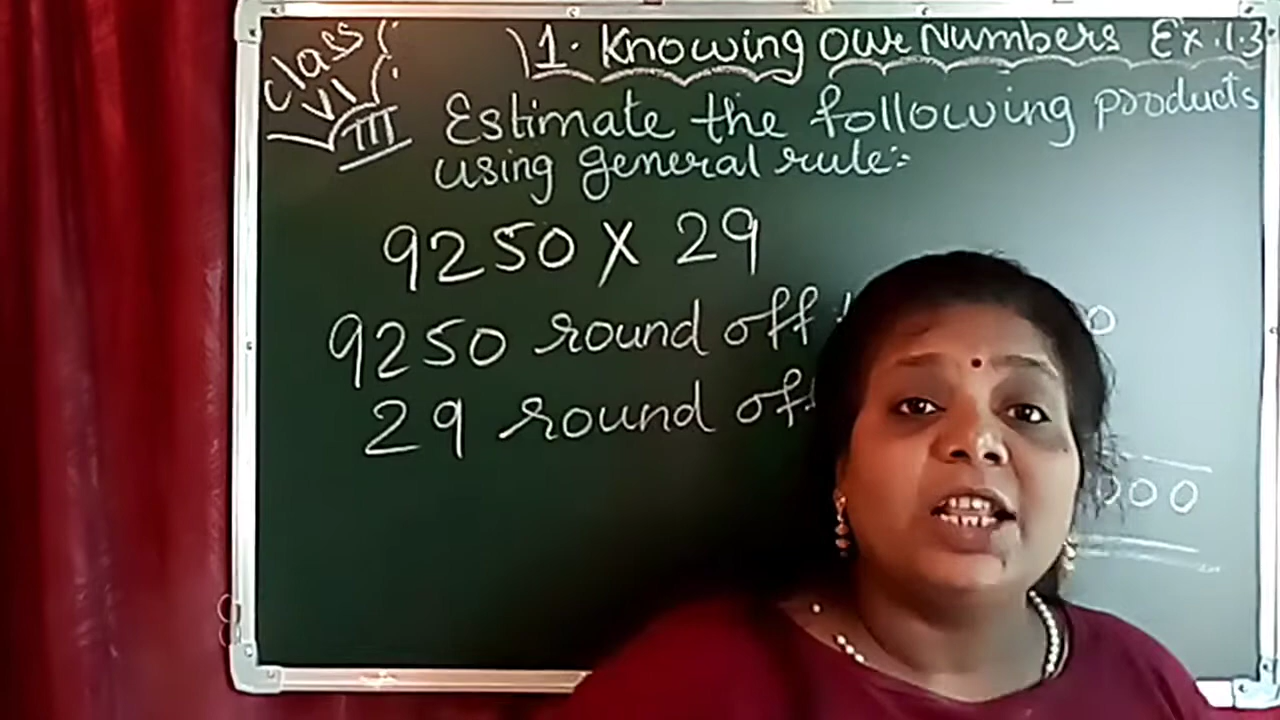 Class VI
1. Knowing Our Numbers Ex.1.3
III Estimate the following products
using general rule:-
9250 X 29
9250 round off
29 round off
000